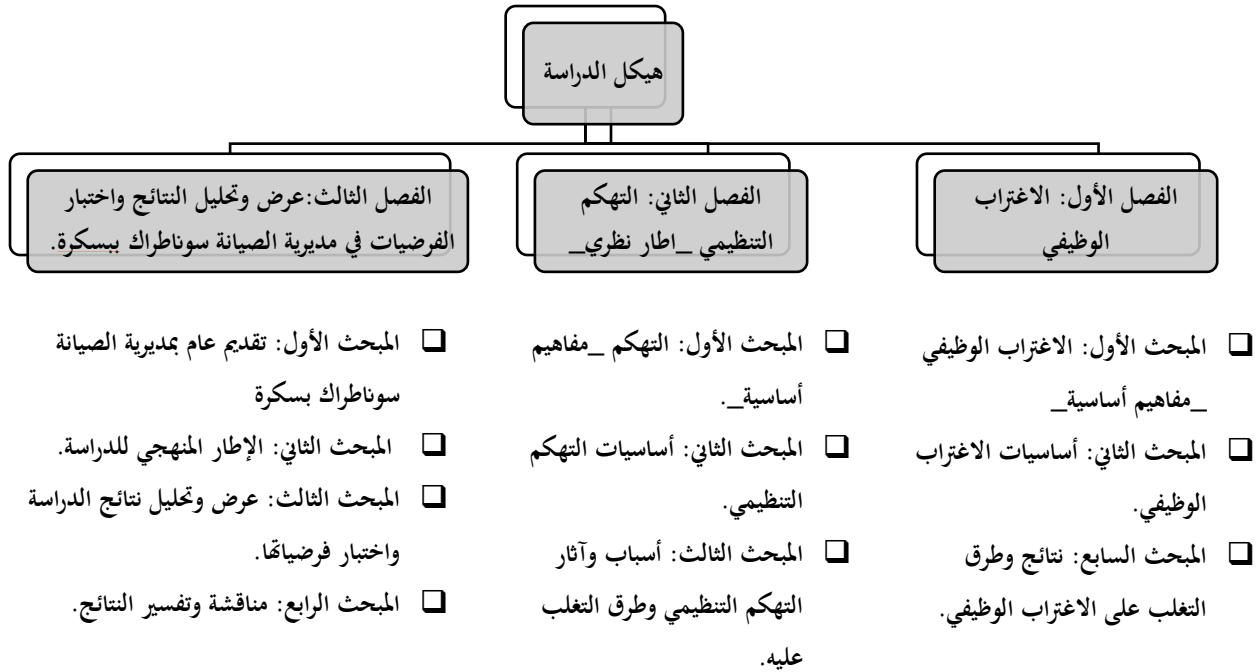 هيكل الدراسة
الفصل الأول: الاغتراب
الوظيفي
الفصل الثاني: التهكم
التنظيمي _اطار نظري_
الفصل الثالث:عرض وتحليل النتائج واختبار
الفرضيات في مديرية الصيانة سوناطراك ببسكرة.
المبحث الأول: الاغتراب الوظيفي
_مفاهيم أساسية_
المبحث الثاني: أساسيات الاغتراب
الوظيفي.
المبحث السابع: نتائج وطرق
التغلب على الاغتراب الوظيفي.
المبحث الأول: التهكم _مفاهيم
أساسية_.
المبحث الثاني: أساسيات التهكم
التنظيمي.
المبحث الثالث: أسباب وآثار
التهكم التنظيمي وطرق التغلب
عليه.
المبحث الأول: تقديم عام بمديرية الصيانة
سوناطراك بسكرة
المبحث الثاني: الإطار المنهجي للدراسة.
المبحث الثالث: عرض وتحليل نتائج الدراسة
واختبار فرضياتها.
المبحث الرابع: مناقشة وتفسير النتائج.